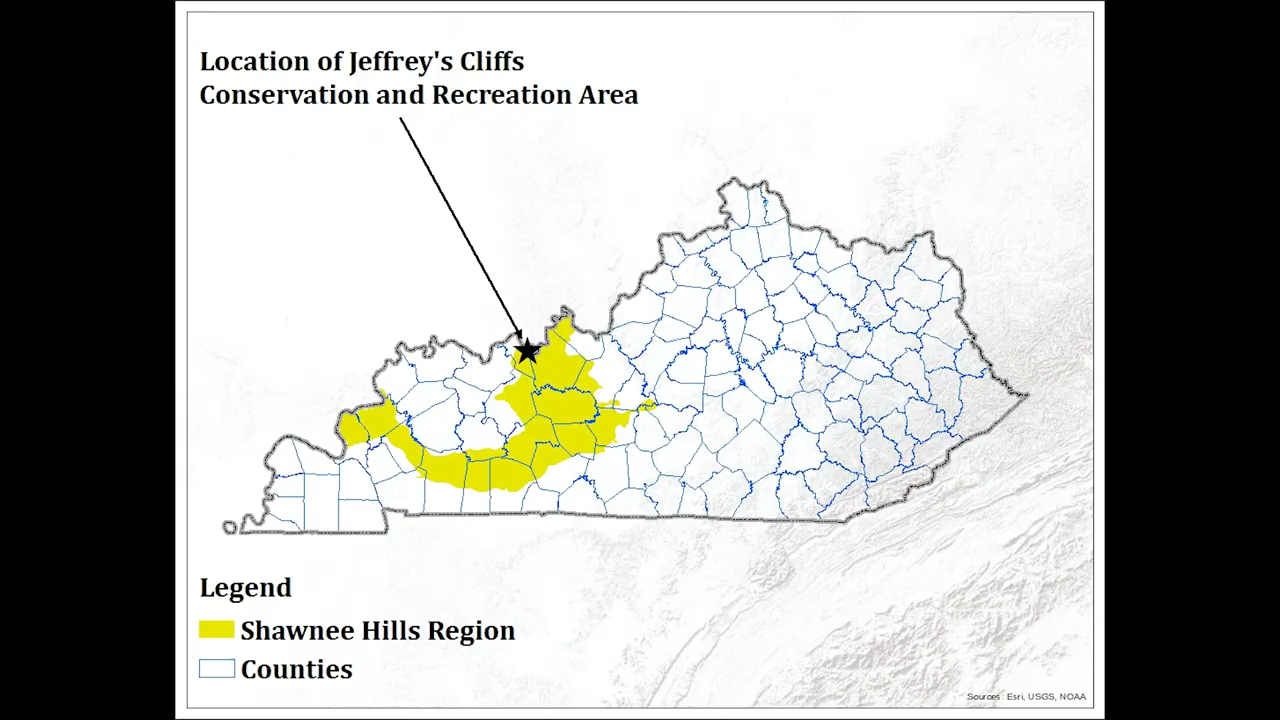 Location of Jeffrey's Cliffs
Conservation and Recreation Area
Legend
Shawnee Hills Region
Counties
Sources: Esri, USGS, NOAA